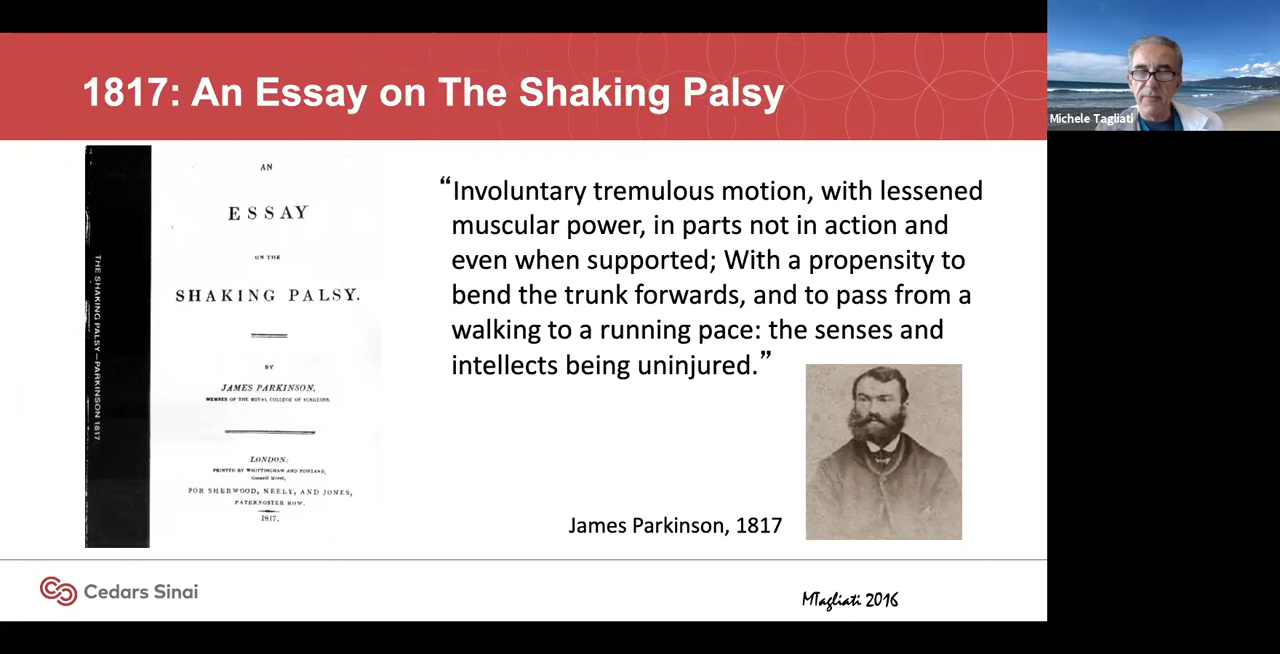 1817: An Essay on The Shaking Palsy
Michele Tagliati
THE SHAKING PALSY—PARKINSON 1817
AN
ESSAY
ON THE
SHAKING PALSY.
BY
JAMES PARKINSON,
MEMBER OF THE ROYAL COLLEGE OF SURGEONS.
LONDON:
PRINTED BY WHITTINGHAM AND ROWLAND,
Goswell Street,
FOR SHERWOOD, NEELY, AND JONES,
PATERNOSTER ROW.
1817.
“Involuntary tremulous motion, with lessened
muscular power, in parts not in action and
even when supported; With a propensity to
bend the trunk forwards, and to pass from a
walking to a running pace: the senses and
intellects being uninjured.”
James Parkinson, 1817
Cedars Sinai
MTagliati 2016